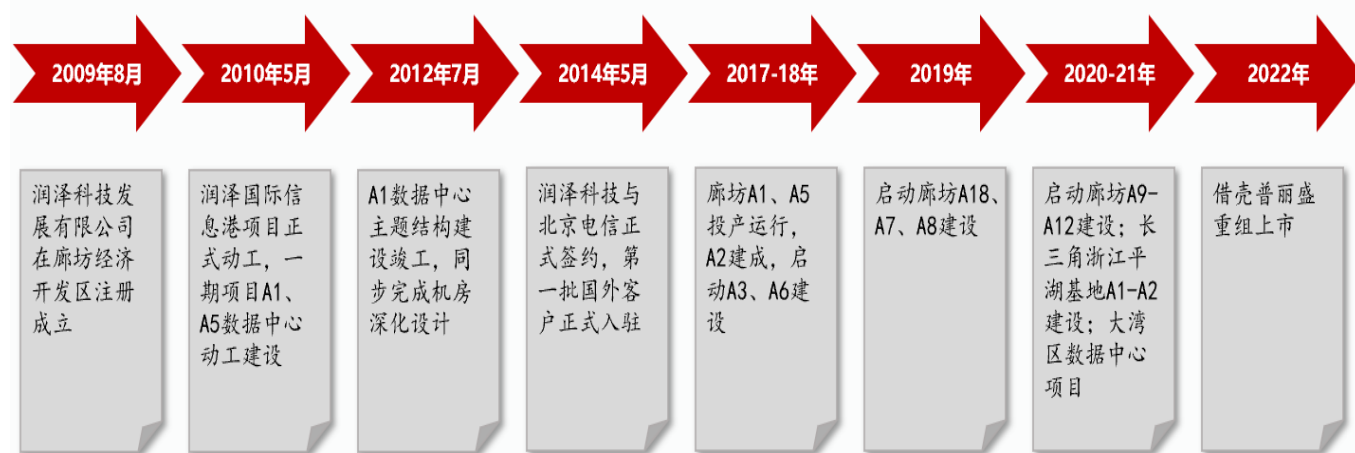 2009年8月
2010年5月
2012年7月
2014年5月
2017-18年
2019年
2020-21年
2022年
润泽科技发
展有限公司
在廊坊经济
开发区注册
成立
润泽国际信
息港项目正
式动工，一
期项目A1、
A5数据中心
动工建设
A1数据中心
主题结构建
设竣工，同
步完成机房
深化设计
润泽科技与
北京电信正
式签约，第
一批国外客
户正式入驻
廊坊A1、A5
投产运行，
A2建成，启
动A3、A6建
设
启动廊坊A18、
A7、A8建设
启动廊坊A9-
A12建设；长
三角浙江平
湖基地A1-A2
建设；大湾
区数据中心
项目
借壳普丽盛
重组上市